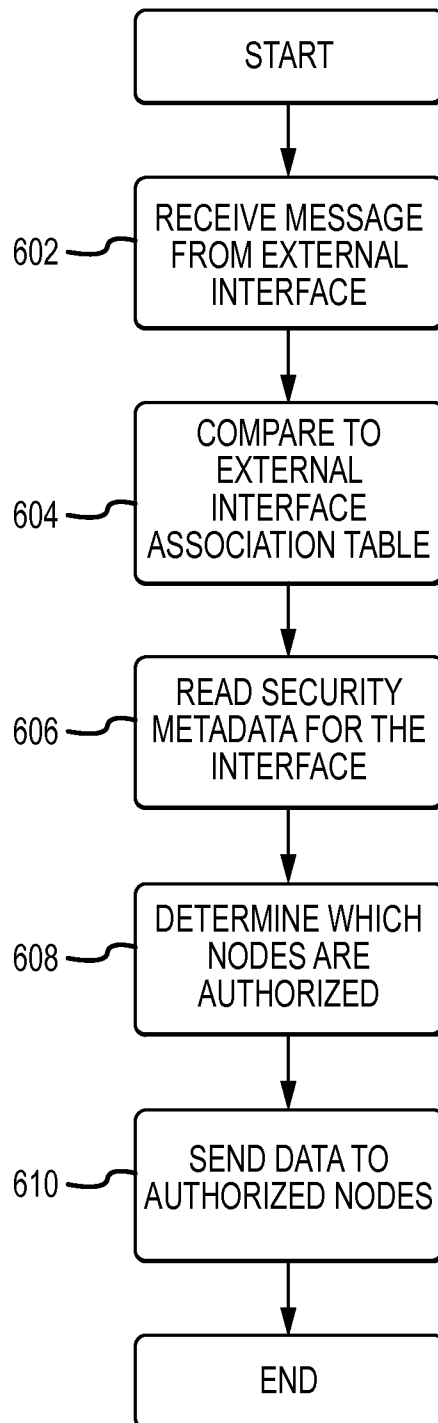 START
602
RECEIVE MESSAGE
FROM EXTERNAL
INTERFACE
604
COMPARE TO
EXTERNAL
INTERFACE
ASSOCIATION TABLE
606
READ SECURITY
METADATA FOR THE
INTERFACE
608
DETERMINE WHICH
NODES ARE
AUTHORIZED
610
SEND DATA TO
AUTHORIZED NODES
END